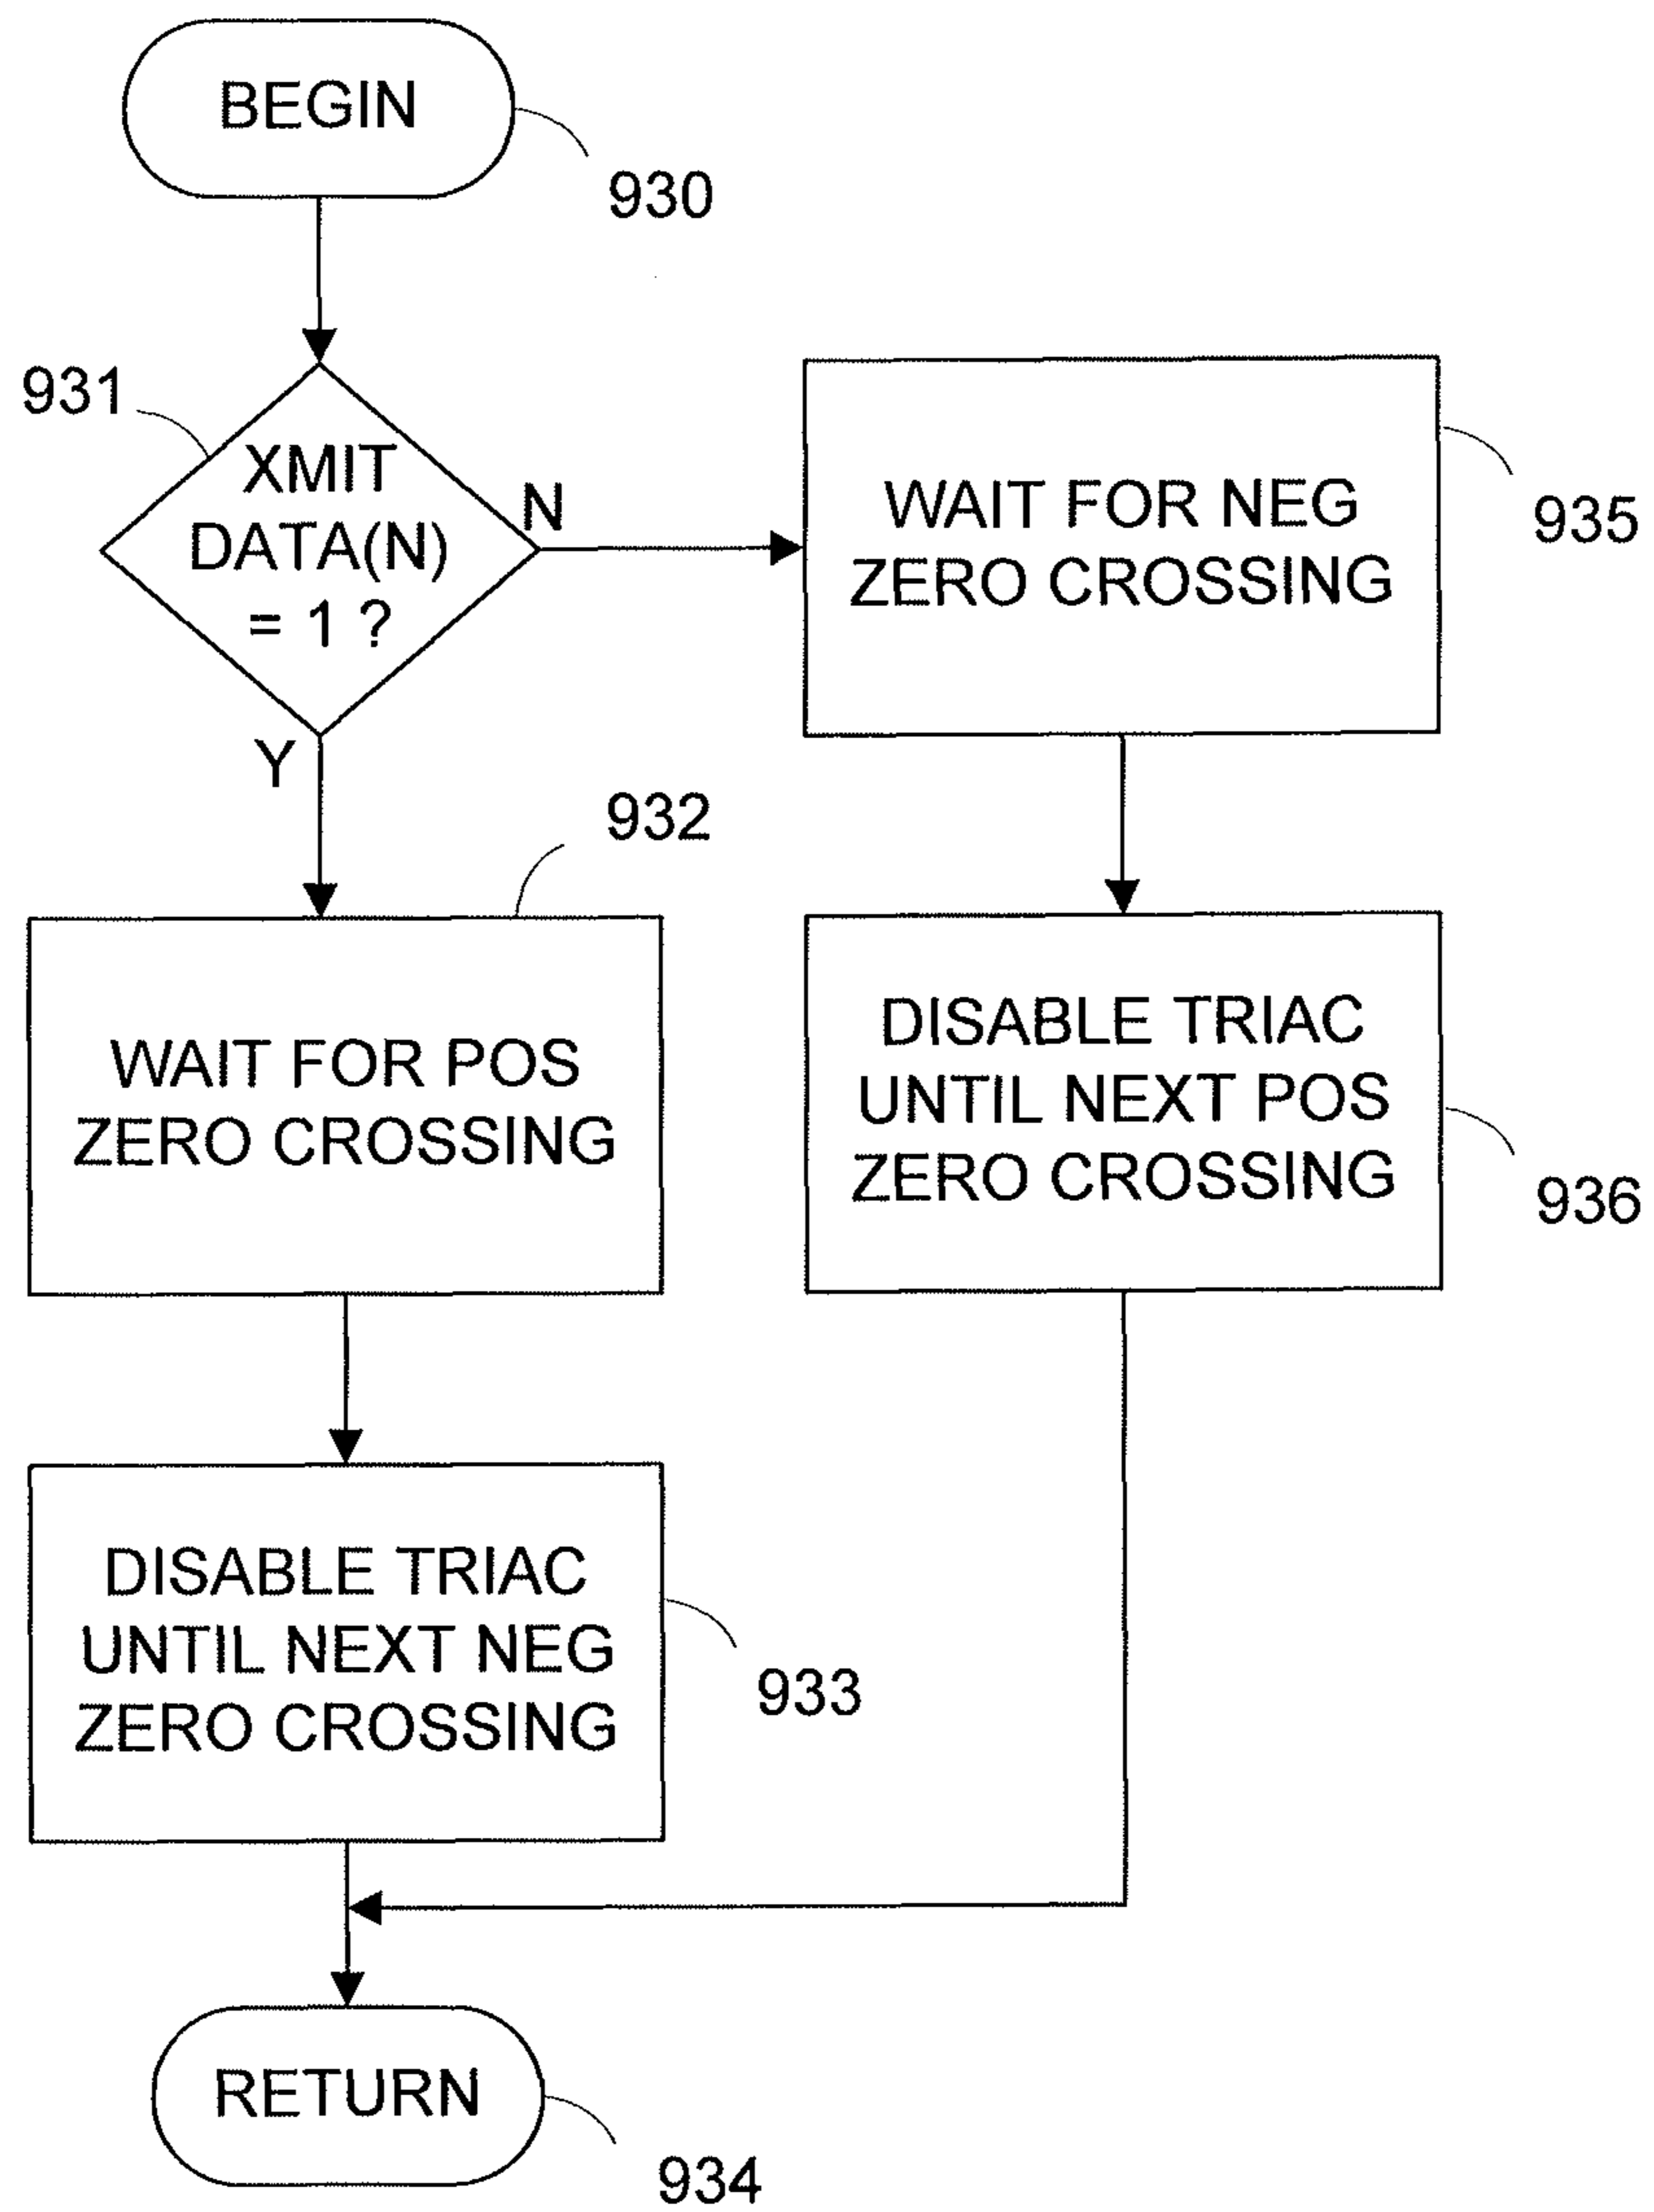 BEGIN
930
931
XMIT
DATA(N)
= 1 ?
N
Y
WAIT FOR NEG
ZERO CROSSING
935
932
WAIT FOR POS
ZERO CROSSING
DISABLE TRIAC
UNTIL NEXT POS
ZERO CROSSING
936
DISABLE TRIAC
UNTIL NEXT NEG
ZERO CROSSING
933
RETURN
934